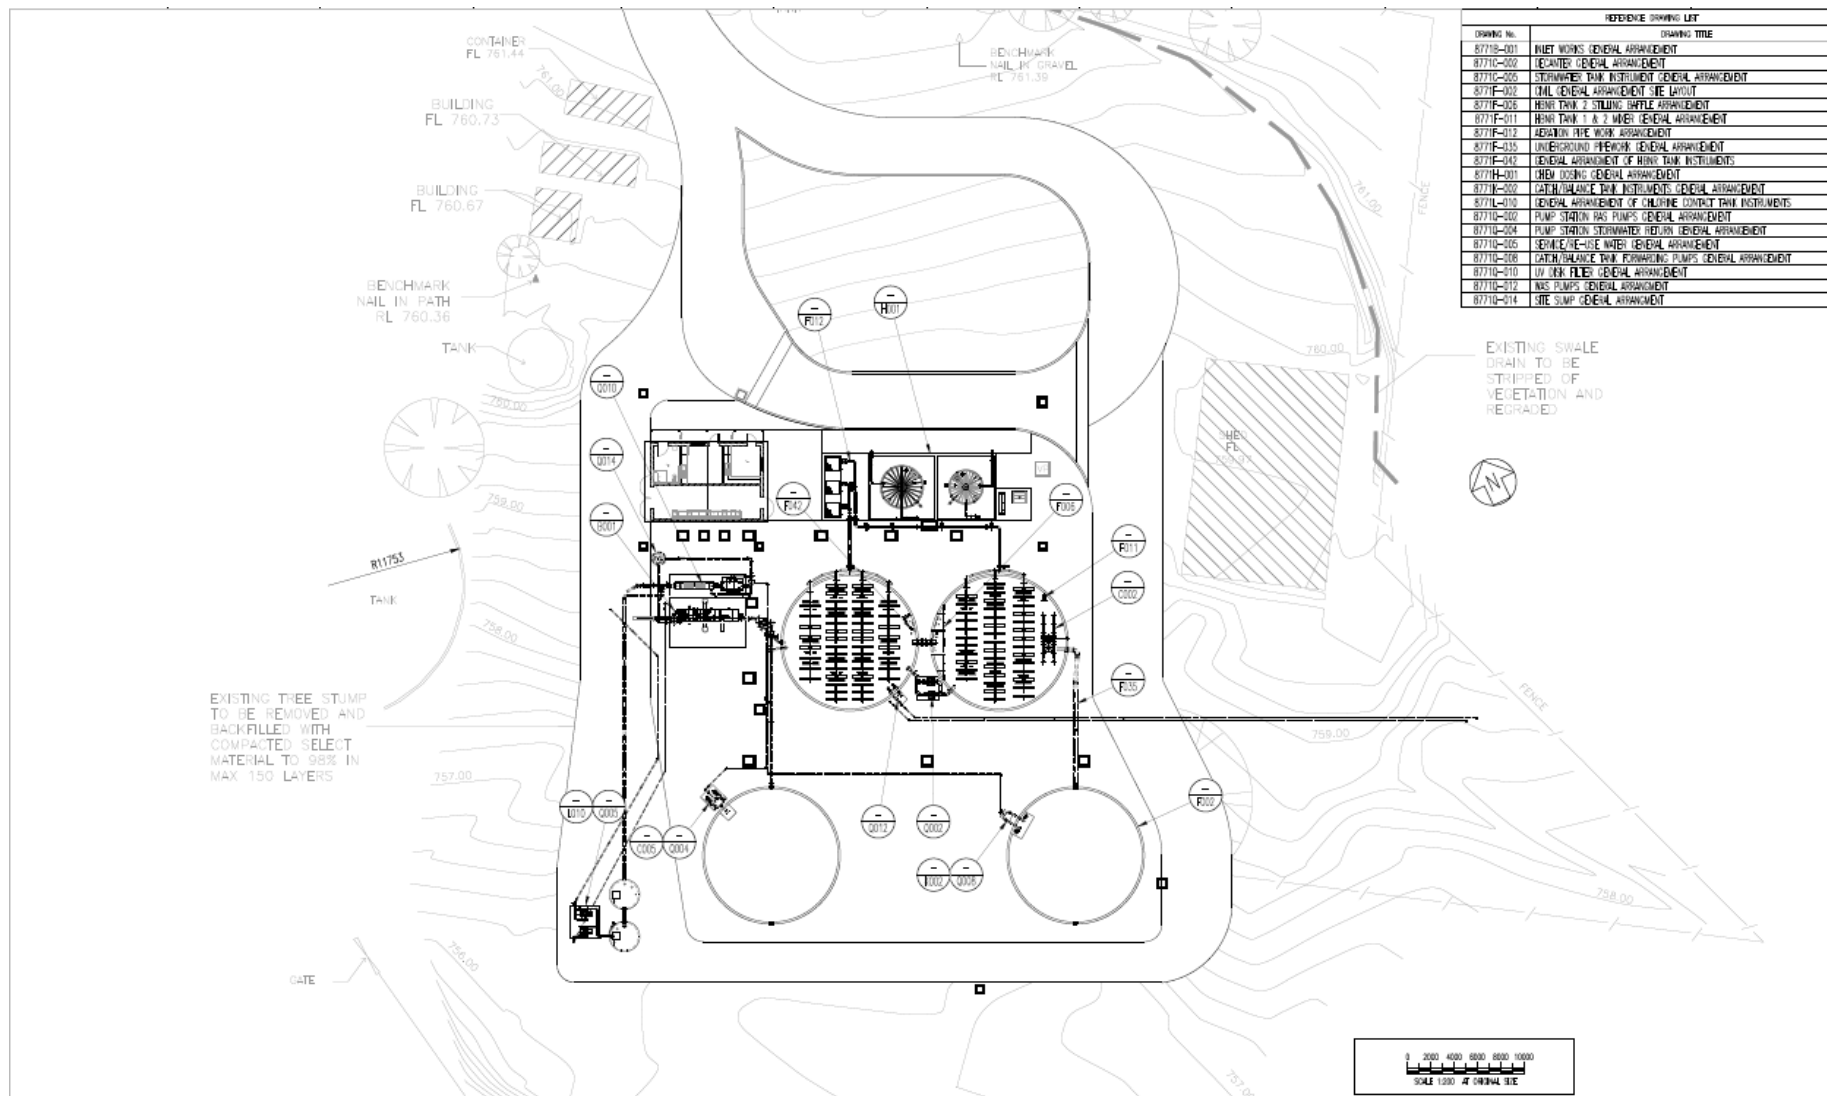 REFERENCE DRAWING LIST
DRAWING No. DRAWING TITLE
8771B-001 INLET WORKS GENERAL ARRANGEMENT
8771C-002 DECANTER GENERAL ARRANGEMENT
8771C-005 STORMWATER TANK INSTRUMENT GENERAL ARRANGEMENT
8771F-002 CIVIL GENERAL ARRANGEMENT SITE LAYOUT
8771F-006 HBNR TANK 2 STILLING BAFFLE ARRANGEMENT
8771F-011 HBNR TANK 1 & 2 MIXER GENERAL ARRANGEMENT
8771F-012 AERATION PIPE WORK ARRANGEMENT
8771F-035 UNDERGROUND PIPEWORK GENERAL ARRANGEMENT
8771F-042 GENERAL ARRANGMENT OF HBNR TANK INSTRUMENTS
8771H-001 CHEM DOSING GENERAL ARRANGEMENT
8771K-002 CATCH/BALANCE TANK INSTRUMENTS GENERAL ARRANGEMENT
8771L-010 GENERAL ARRANGEMENT OF CHLORINE CONTACT TANK INSTRUMENTS
8771Q-002 PUMP STATION RAS PUMPS GENERAL ARRANGEMENT
8771Q-004 PUMP STATION STORMWATER RETURN GENERAL ARRANGEMENT
8771Q-005 SERVICE/RE-USE WATER GENERAL ARRANGEMENT
8771Q-008 CATCH/BALANCE TANK FORWARDING PUMPS GENERAL ARRANGEMENT
8771Q-010 UV DISK FILTER GENERAL ARRANGEMENT
8771Q-012 WAS PUMPS GENERAL ARRANGMENT
8771Q-014 SITE SUMP GENERAL ARRANGMENT
CONTAINER
FL 761.44
761.00
BENCHMARK
NAIL IN GRAVEL
RL 761.39
BUILDING
FL 760.73
BUILDING
FL 760.67
761.00
FENCE
BENCHMARK
NAIL IN PATH
RL 760.36
TANK
F012
H001
760.00
EXISTING SWALE
DRAIN TO BE
STRIPPED OF
VEGETATION AND
REGRADED
Q010
760.00
Q014
FL
VR
N
759.00
B001
F042
F006
F011
R11753
TANK
C002
758.00
F035
FENCE
EXISTING TREE STUMP
TO BE REMOVED AND
BACKFILLED WITH
COMPACTED SELECT
MATERIAL TO 98% IN
MAX 150 LAYERS
759.00
757.00
L010
Q005
C005
Q004
Q012
Q002
F002
K002
Q008
758.00
756.00
GATE
757.00
0 2000 4000 6000 8000 10000
SCALE 1:200 AT ORIGINAL SIZE